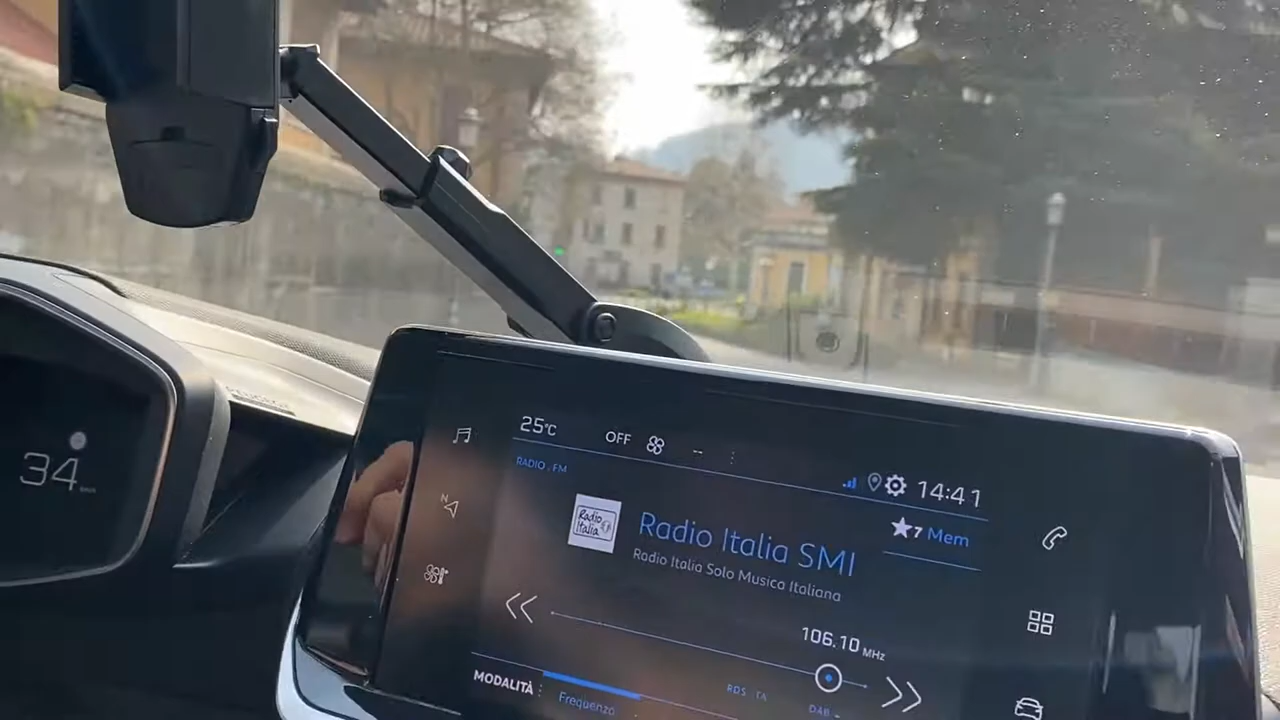 25°C OFF -- 14:41
RADIO . FM
7 Mem
Radio
Italia
Radio Italia SMI
Radio Italia Solo Musica Italiana
106.10 MHz
MODALITÀ
Frequenza
RDS TA
DAB
N
34 km/h